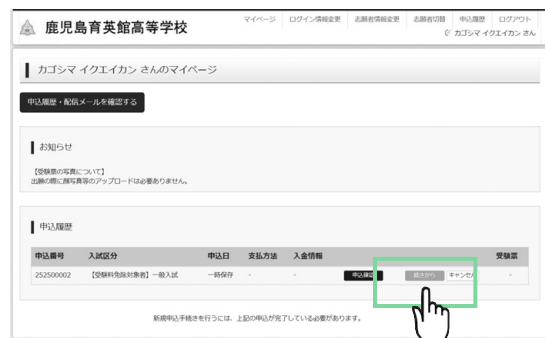 鹿児島育英館高等学校
マイページ ログイン情報変更 志願者情報変更 志願者切替 申込履歴 ログアウト
カゴシマ イクエイカン さん
カゴシマ イクエイカン さんのマイページ
申込履歴・配信メールを確認する
お知らせ
【受験票の写真について】
出願の際に顔写真等のアップロードは必要ありません。
申込履歴
申込番号 入試区分 申込日 支払方法 入金情報 受験票
252500002 【受験料免除対象者】一般入試 一時保存 - - 申込確認 続きから キャンセル -
新規申込手続きを行うには、上記の申込が完了している必要があります。